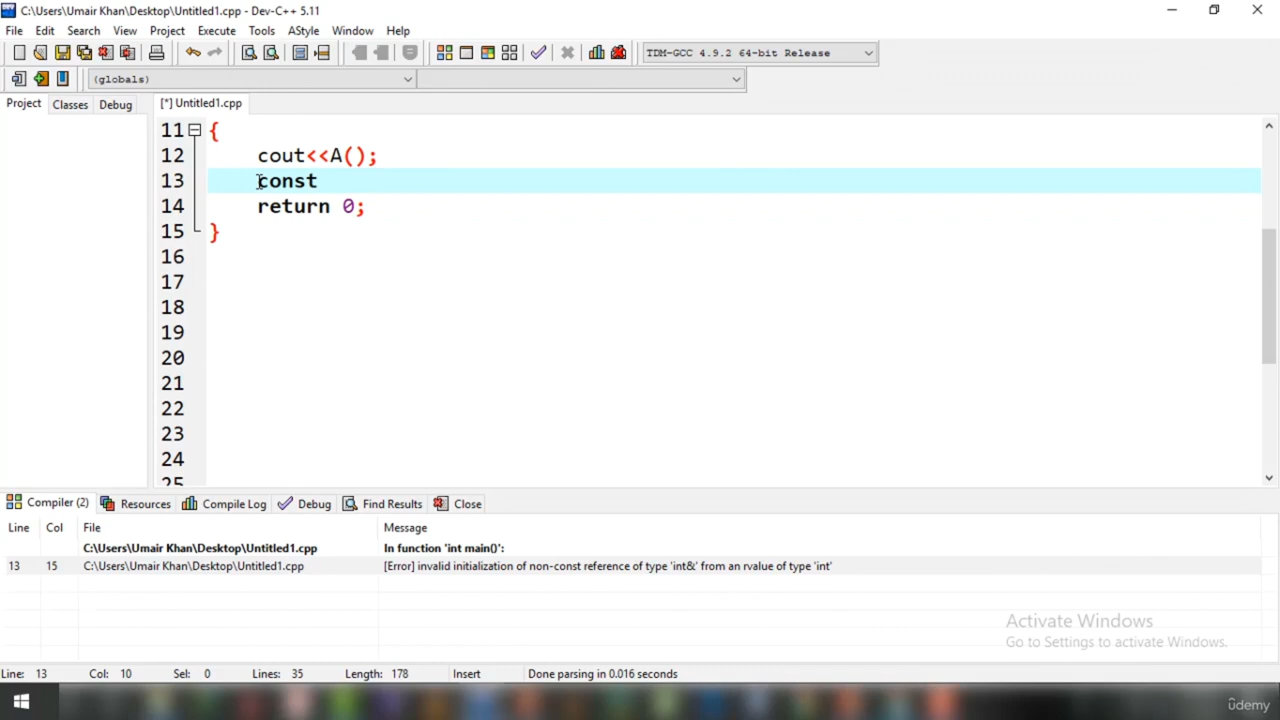 C:\Users\Umair Khan\Desktop\Untitled1.cpp - Dev-C++ 5.11
File Edit Search View Project Execute Tools AStyle Window Help
TDM-GCC 4.9.2 64-bit Release
(globals)
Project Classes Debug [*] Untitled1.cpp
11 {
12 cout<<A();
13 const
14 return 0;
15 }
16
17
18
19
20
21
22
23
24
25
Compiler (2) Resources Compile Log Debug Find Results Close
Line Col File Message
C:\Users\Umair Khan\Desktop\Untitled1.cpp In function 'int main()':
13 15 C:\Users\Umair Khan\Desktop\Untitled1.cpp [Error] invalid initialization of non-const reference of type 'int&' from an rvalue of type 'int'
Activate Windows
Go to Settings to activate Windows.
Line: 13 Col: 10 Sel: 0 Lines: 35 Length: 178 Insert Done parsing in 0.016 seconds
ûdemy